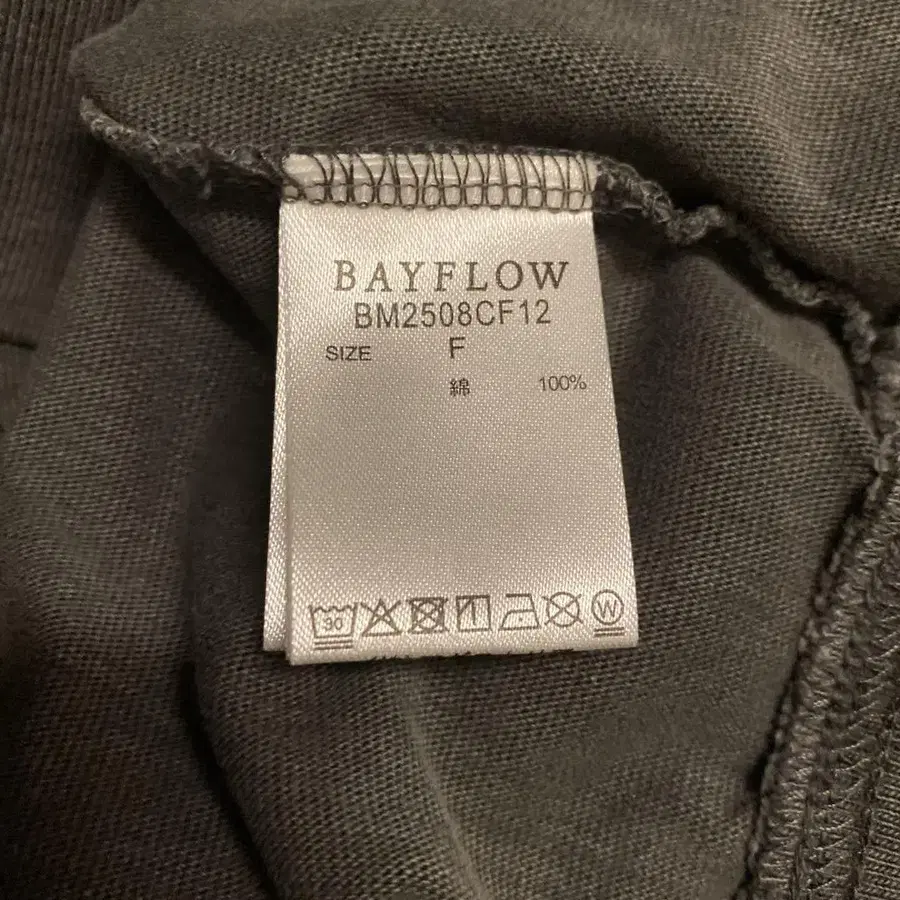 BAYFLOW
BM2508CF12
SIZE F
綿 100%
30 W